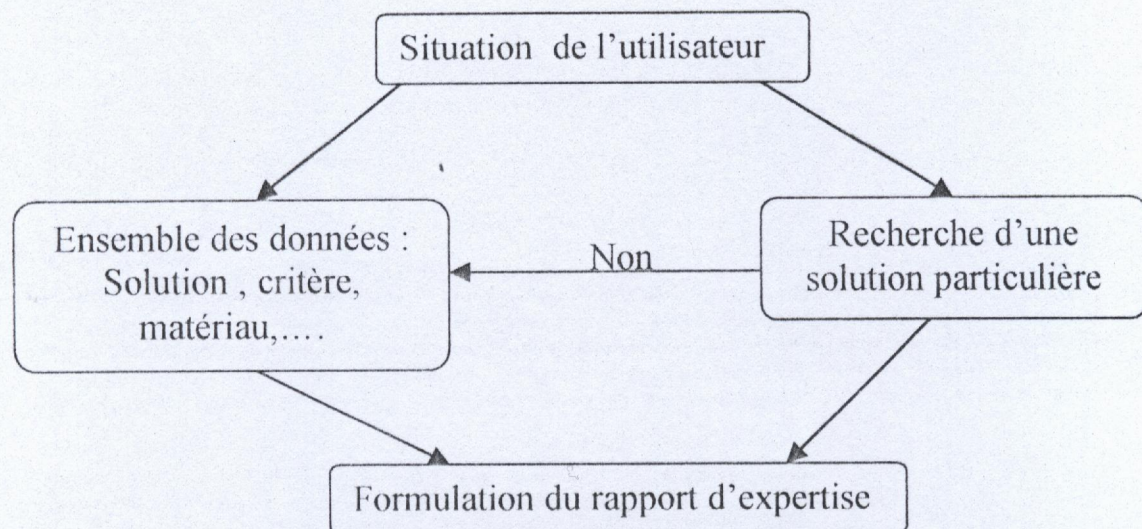 Situation  de l'utilisateur
Ensemble des données :
Solution , critère,
matériau,....
Non
Recherche d'une
solution particulière
Formulation du rapport d'expertise